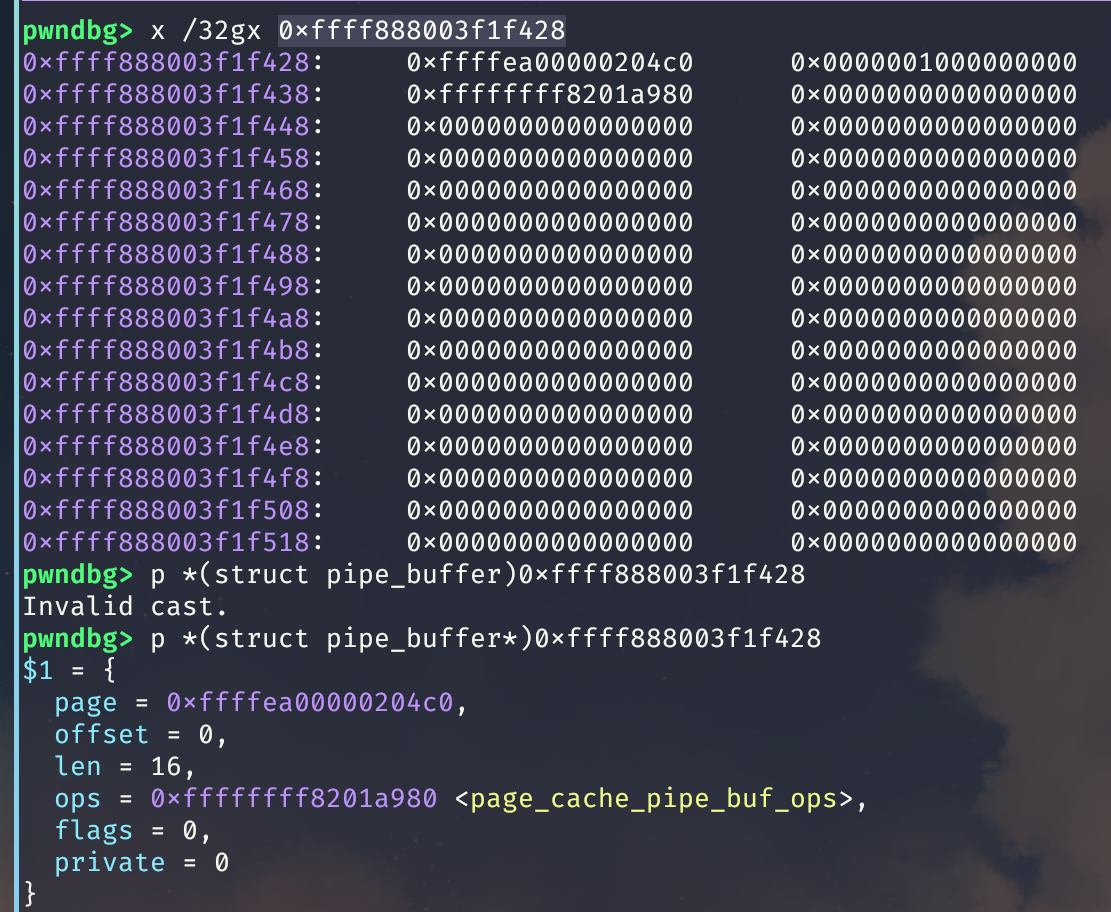 pwndbg> x /32gx 0xffff888003f1f428
0xffff888003f1f428: 0xffffea00000204c0 0x0000001000000000
0xffff888003f1f438: 0xffffffff8201a980 0x0000000000000000
0xffff888003f1f448: 0x0000000000000000 0x0000000000000000
0xffff888003f1f458: 0x0000000000000000 0x0000000000000000
0xffff888003f1f468: 0x0000000000000000 0x0000000000000000
0xffff888003f1f478: 0x0000000000000000 0x0000000000000000
0xffff888003f1f488: 0x0000000000000000 0x0000000000000000
0xffff888003f1f498: 0x0000000000000000 0x0000000000000000
0xffff888003f1f4a8: 0x0000000000000000 0x0000000000000000
0xffff888003f1f4b8: 0x0000000000000000 0x0000000000000000
0xffff888003f1f4c8: 0x0000000000000000 0x0000000000000000
0xffff888003f1f4d8: 0x0000000000000000 0x0000000000000000
0xffff888003f1f4e8: 0x0000000000000000 0x0000000000000000
0xffff888003f1f4f8: 0x0000000000000000 0x0000000000000000
0xffff888003f1f508: 0x0000000000000000 0x0000000000000000
0xffff888003f1f518: 0x0000000000000000 0x0000000000000000
pwndbg> p *(struct pipe_buffer)0xffff888003f1f428
Invalid cast.
pwndbg> p *(struct pipe_buffer*)0xffff888003f1f428
$1 = {
  page = 0xffffea00000204c0,
  offset = 0,
  len = 16,
  ops = 0xffffffff8201a980 <page_cache_pipe_buf_ops>,
  flags = 0,
  private = 0
}